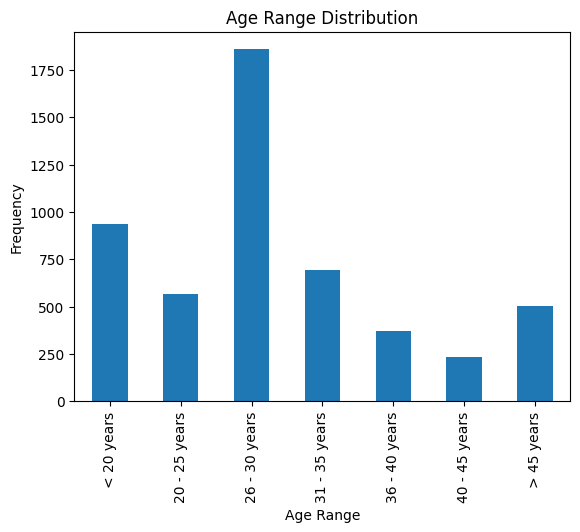 Age Range Distribution
1750
1500
1250
1000
750
500
250
0
Frequency
< 20 years
20 - 25 years
26 - 30 years
31 - 35 years
36 - 40 years
40 - 45 years
> 45 years
Age Range